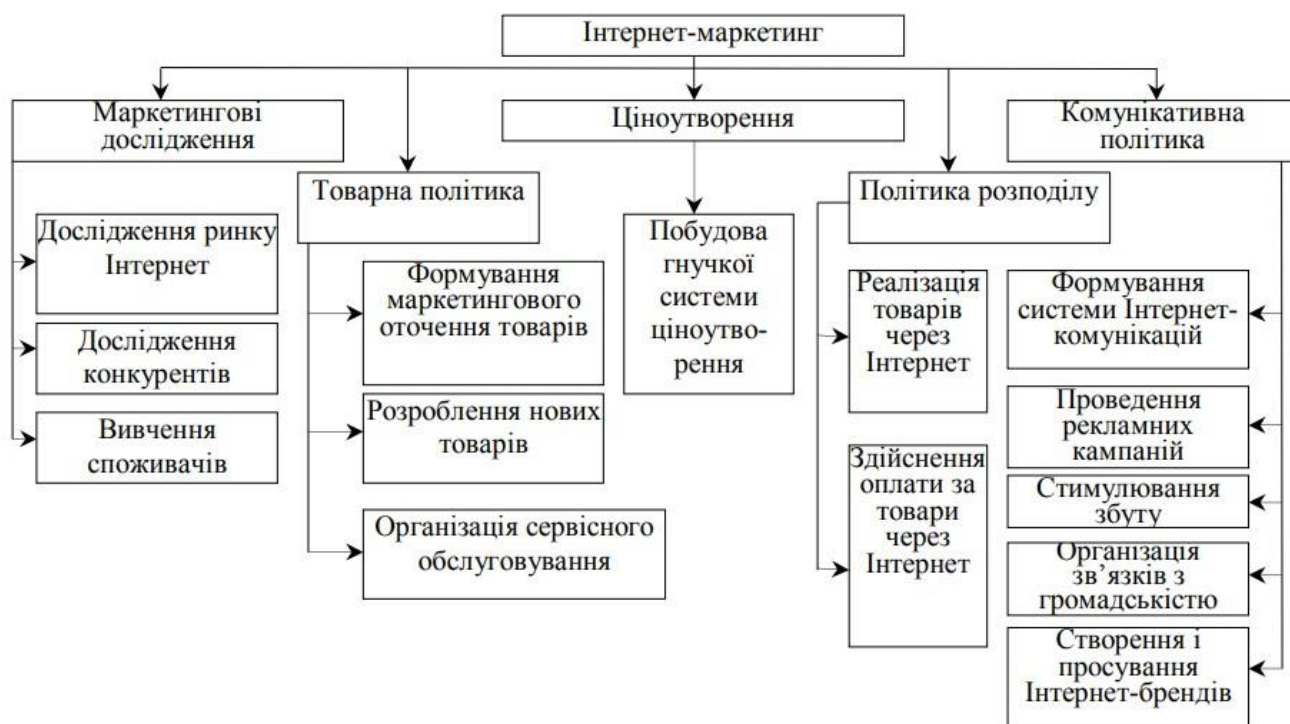 Інтернет-маркетинг
Маркетингові
дослідження
Ціноутворення
Комунікативна
політика
Товарна політика
Політика розподілу
Дослідження ринку
Інтернет
Дослідження
конкурентів
Вивчення
споживачів
Формування
маркетингового
оточення товарів
Розроблення нових
товарів
Організація сервісного
обслуговування
Побудова
гнучкої
системи
ціноутво-
рення
Реалізація
товарів
через
Інтернет
Здійснення
оплати за
товари
через
Інтернет
Формування
системи Інтернет-
комунікацій
Проведення
рекламних
кампаній
Стимулювання
збуту
Організація
зв’язків з
громадськістю
Створення і
просування
Інтернет-брендів